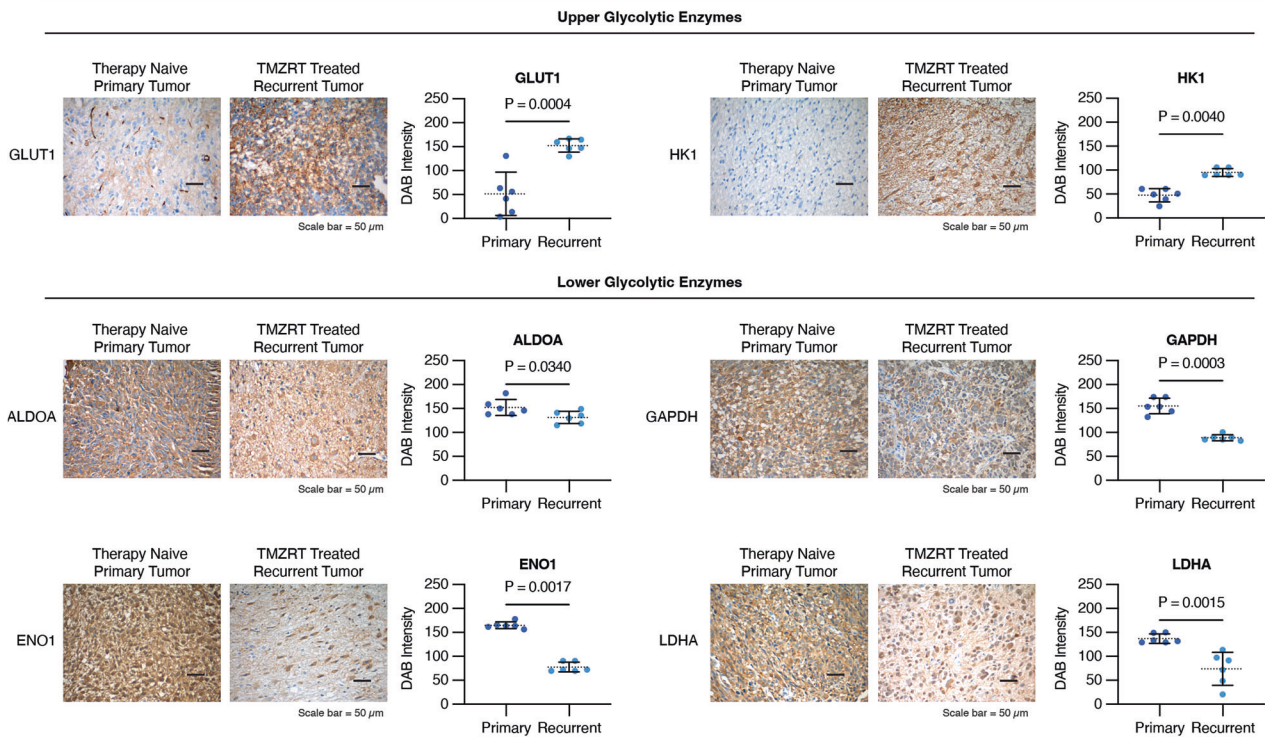 Upper Glycolytic Enzymes
Therapy Naive
Primary Tumor
TMZRT Treated
Recurrent Tumor
GLUT1
GLUT1
P = 0.0004
DAB Intensity
250
200
150
100
50
0
Primary
Recurrent
Scale bar = 50 µm
Therapy Naive
Primary Tumor
TMZRT Treated
Recurrent Tumor
HK1
HK1
P = 0.0040
DAB Intensity
250
200
150
100
50
0
Primary
Recurrent
Scale bar = 50 µm
Lower Glycolytic Enzymes
Therapy Naive
Primary Tumor
TMZRT Treated
Recurrent Tumor
ALDOA
ALDOA
P = 0.0340
DAB Intensity
250
200
150
100
50
0
Primary
Recurrent
Scale bar = 50 µm
Therapy Naive
Primary Tumor
TMZRT Treated
Recurrent Tumor
GAPDH
GAPDH
P = 0.0003
DAB Intensity
250
200
150
100
50
0
Primary
Recurrent
Scale bar = 50 µm
Therapy Naive
Primary Tumor
TMZRT Treated
Recurrent Tumor
ENO1
ENO1
P = 0.0017
DAB Intensity
250
200
150
100
50
0
Primary
Recurrent
Scale bar = 50 µm
Therapy Naive
Primary Tumor
TMZRT Treated
Recurrent Tumor
LDHA
LDHA
P = 0.0015
DAB Intensity
250
200
150
100
50
0
Primary
Recurrent
Scale bar = 50 µm